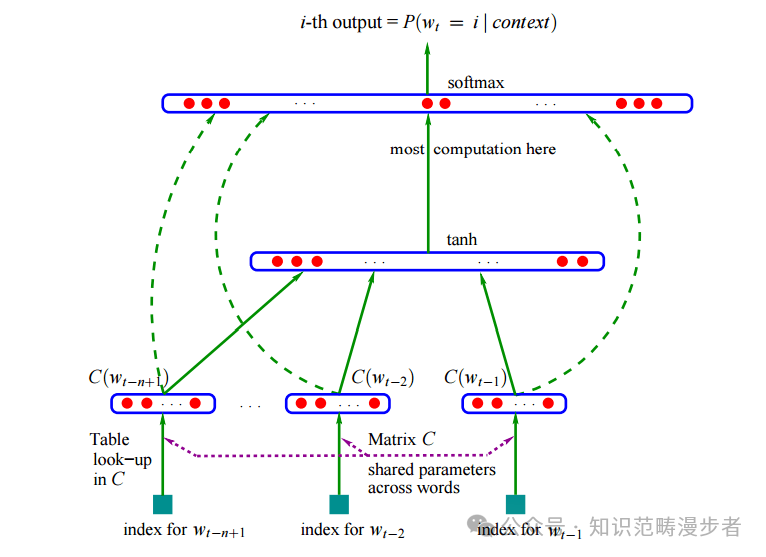 i-th output = P(w_t = i | context)
softmax
. . .
. . .
most computation here
tanh
. . .
. . .
C(w_{t−n+1})
C(w_{t−2})
C(w_{t−1})
. . .
. . .
. . .
. . .
Table
look−up
in C
Matrix C
shared parameters
across words
index for w_{t−n+1}
index for w_{t−2}
index for w_{t−1}
公众号 · 知识范畴漫步者